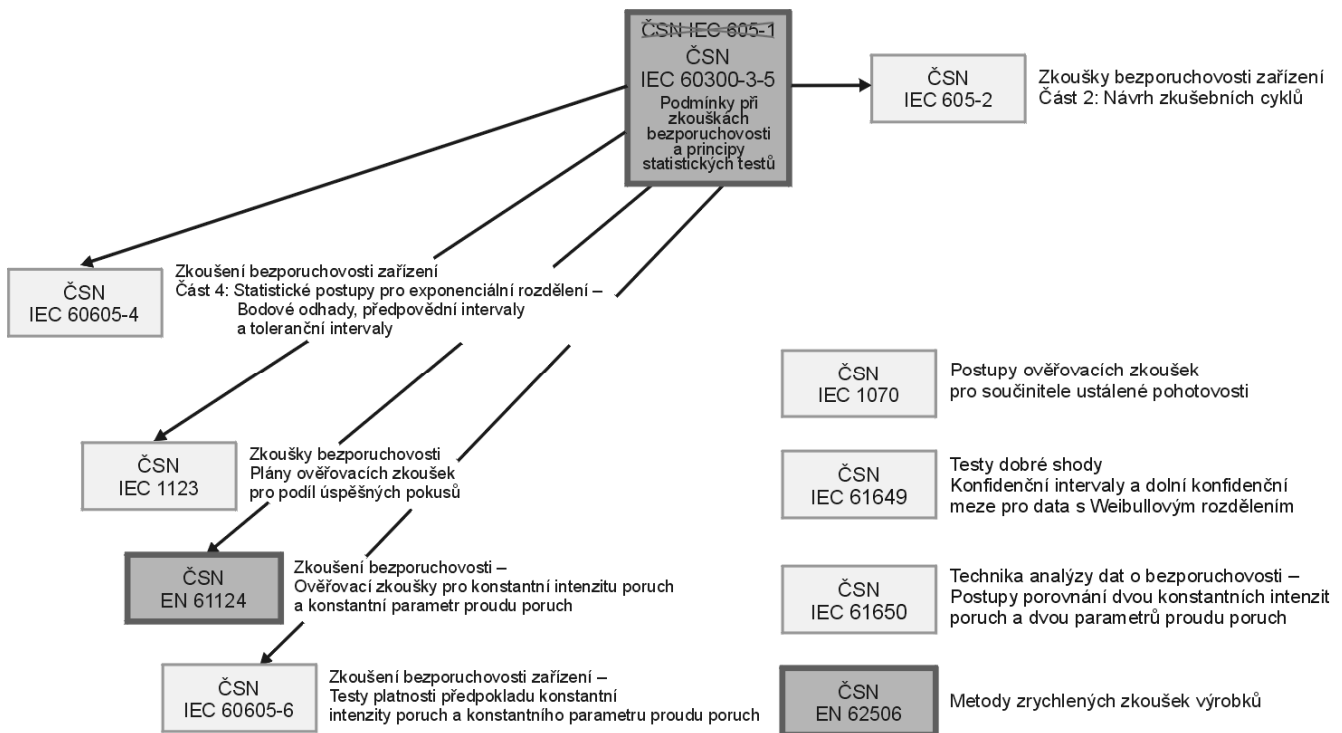 ČSN IEC 605-1
ČSN
IEC 60300-3-5
Podmínky při
zkouškách
bezporuchovosti
a principy
statistických testů
ČSN
IEC 605-2
Zkoušky bezporuchovosti zařízení
Část 2: Návrh zkušebních cyklů
ČSN
IEC 60605-4
Zkoušení bezporuchovosti zařízení
Část 4: Statistické postupy pro exponenciální rozdělení –
Bodové odhady, předpovědní intervaly
a toleranční intervaly
ČSN
IEC 1123
Zkoušky bezporuchovosti
Plány ověřovacích zkoušek
pro podíl úspěšných pokusů
ČSN
EN 61124
Zkoušení bezporuchovosti –
Ověřovací zkoušky pro konstantní intenzitu poruch
a konstantní parametr proudu poruch
ČSN
IEC 60605-6
Zkoušení bezporuchovosti zařízení –
Testy platnosti předpokladu konstantní
intenzity poruch a konstantního parametru proudu poruch
ČSN
IEC 1070
Postupy ověřovacích zkoušek
pro součinitele ustálené pohotovosti
ČSN
IEC 61649
Testy dobré shody
Konfidenční intervaly a dolní konfidenční
meze pro data s Weibullovým rozdělením
ČSN
IEC 61650
Technika analýzy dat o bezporuchovosti –
Postupy porovnání dvou konstantních intenzit
poruch a dvou parametrů proudu poruch
ČSN
EN 62506
Metody zrychlených zkoušek výrobků